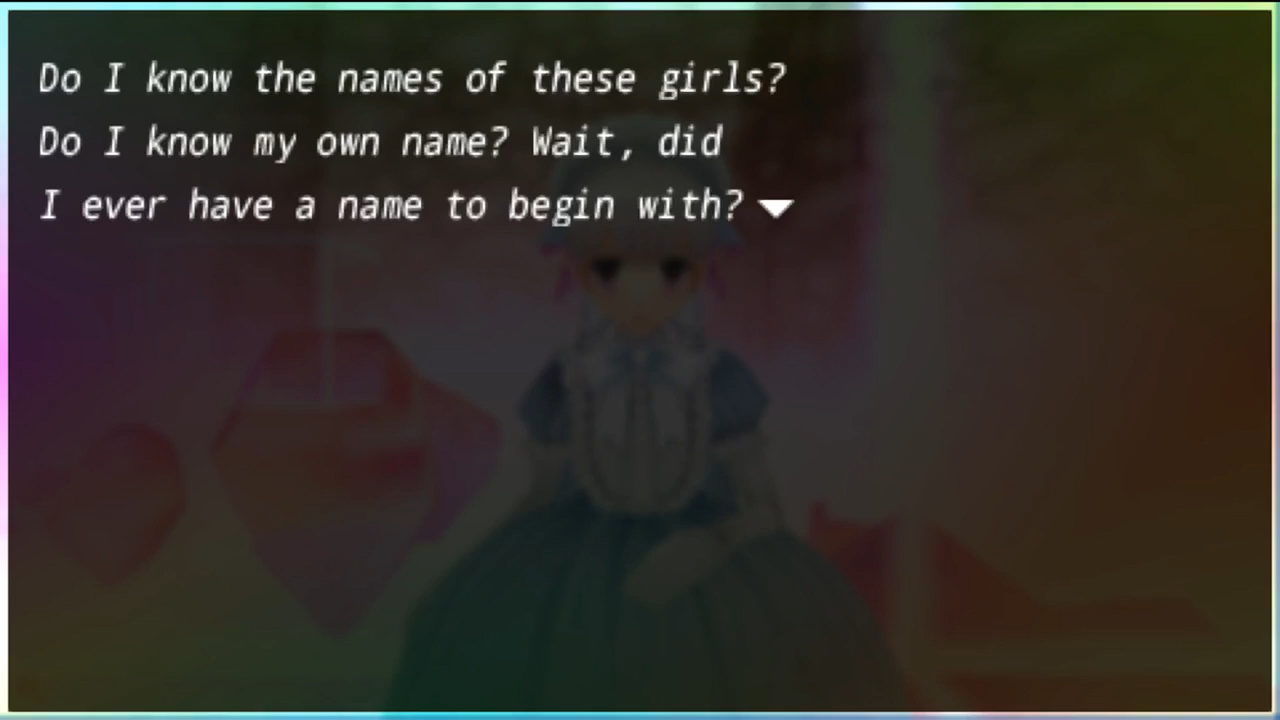 Do I know the names of these girls?
Do I know my own name? Wait, did
I ever have a name to begin with?